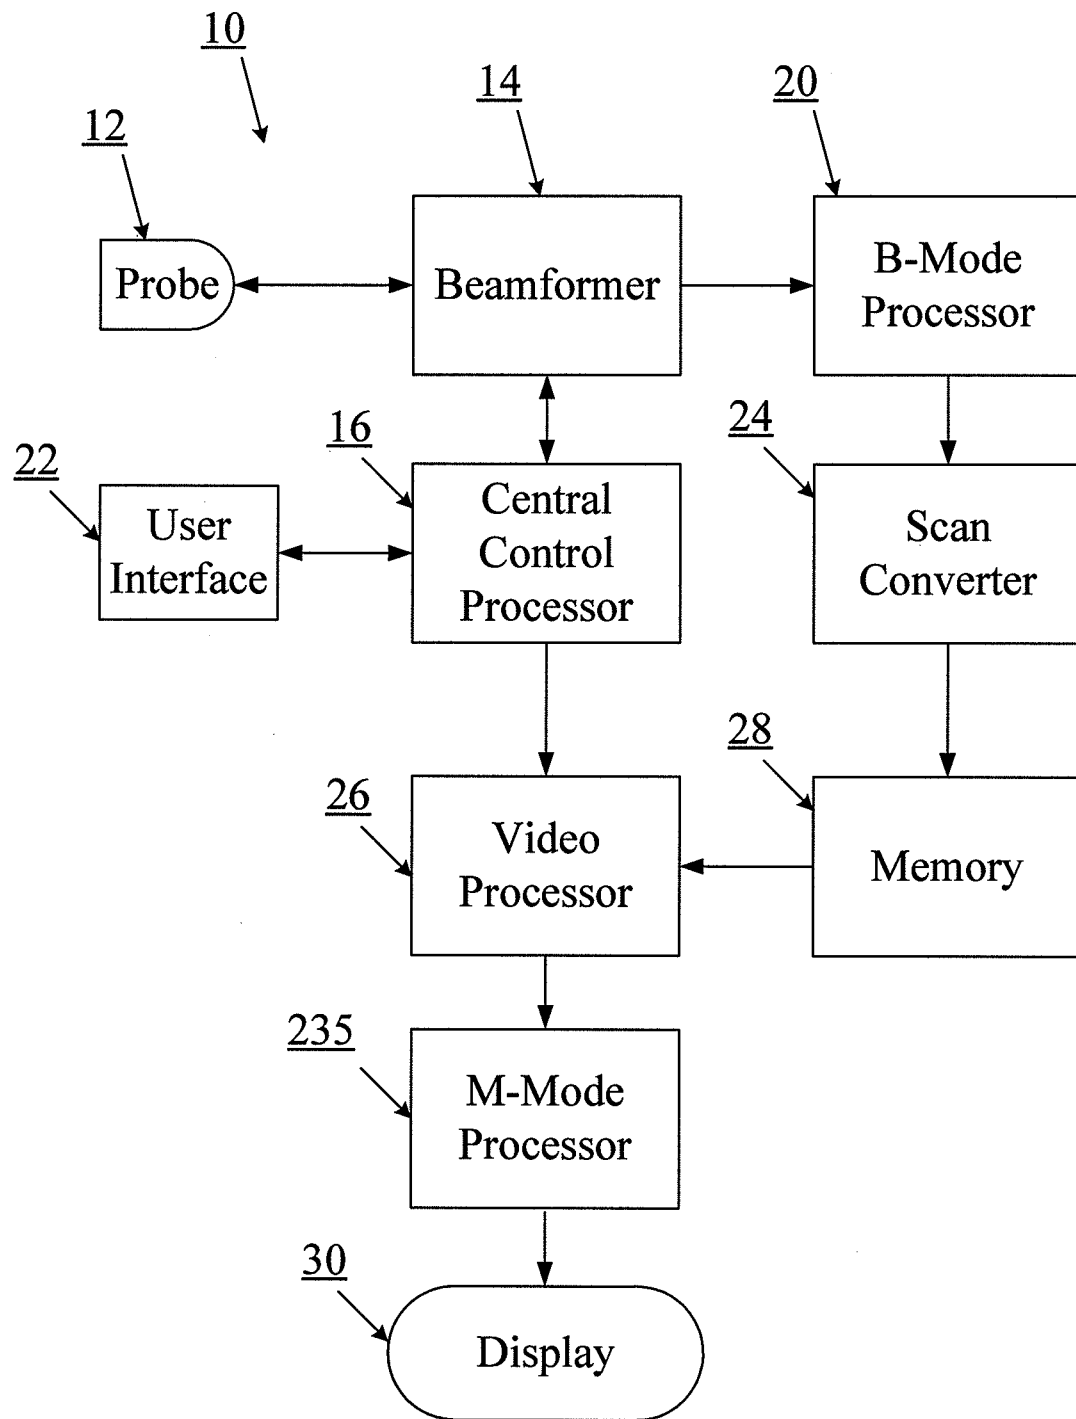 10
14
20
12
Probe
Beamformer
B-Mode
Processor
16
24
22
User
Interface
Central
Control
Processor
Scan
Converter
28
26
Video
Processor
Memory
235
M-Mode
Processor
30
Display